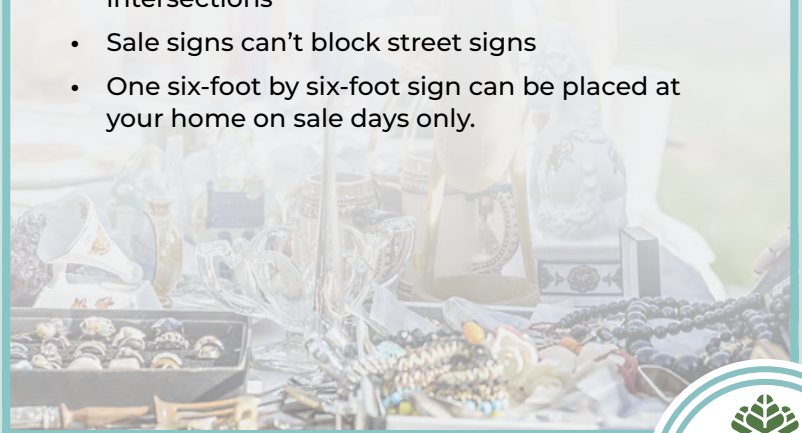 intersections
• Sale signs can't block street signs
• One six-foot by six-foot sign can be placed at
your home on sale days only.